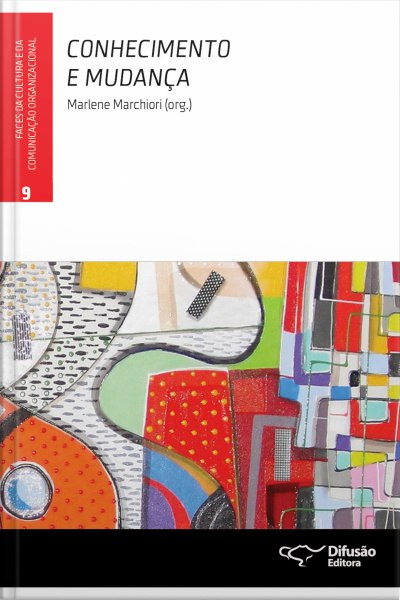 FACES DA CULTURA E DA
COMUNICAÇÃO ORGANIZACIONAL
9
CONHECIMENTO
E MUDANÇA
Marlene Marchiori (org.)
Difusão
Editora